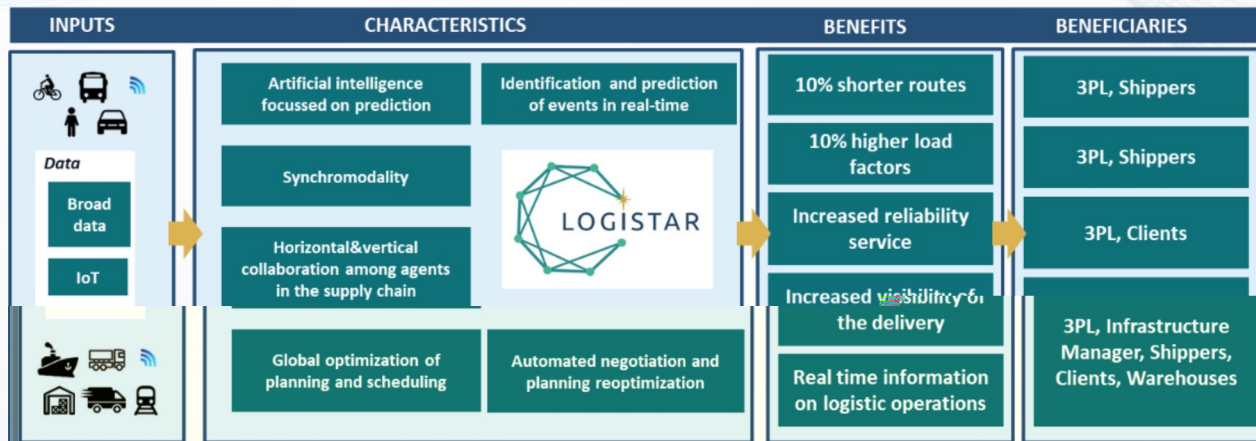 INPUTS
CHARACTERISTICS
BENEFITS
BENEFICIARIES
Data
Broad
data
IoT
Artificial intelligence
focussed on prediction
Identification and prediction
of events in real-time
Synchromodality
LOGISTAR
Horizontal&vertical
collaboration among agents
in the supply chain
Global optimization of
planning and scheduling
Automated negotiation and
planning reoptimization
10% shorter routes
10% higher load
factors
Increased reliability
service
Increased
the delivery
Real time information
on logistic operations
3PL, Shippers
3PL, Shippers
3PL, Clients
3PL, Infrastructure
Manager, Shippers,
Clients, Warehouses